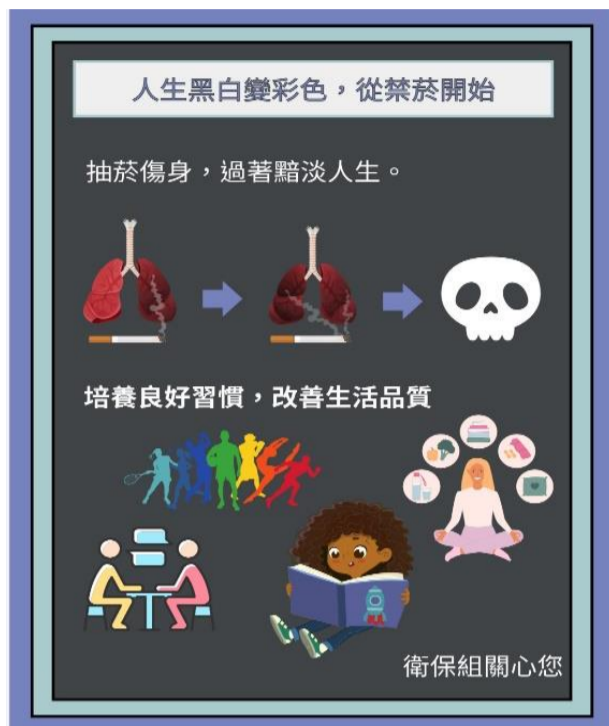 人生黑白變彩色，從禁菸開始
抽菸傷身，過著黯淡人生。
培養良好習慣，改善生活品質
衛保組關心您